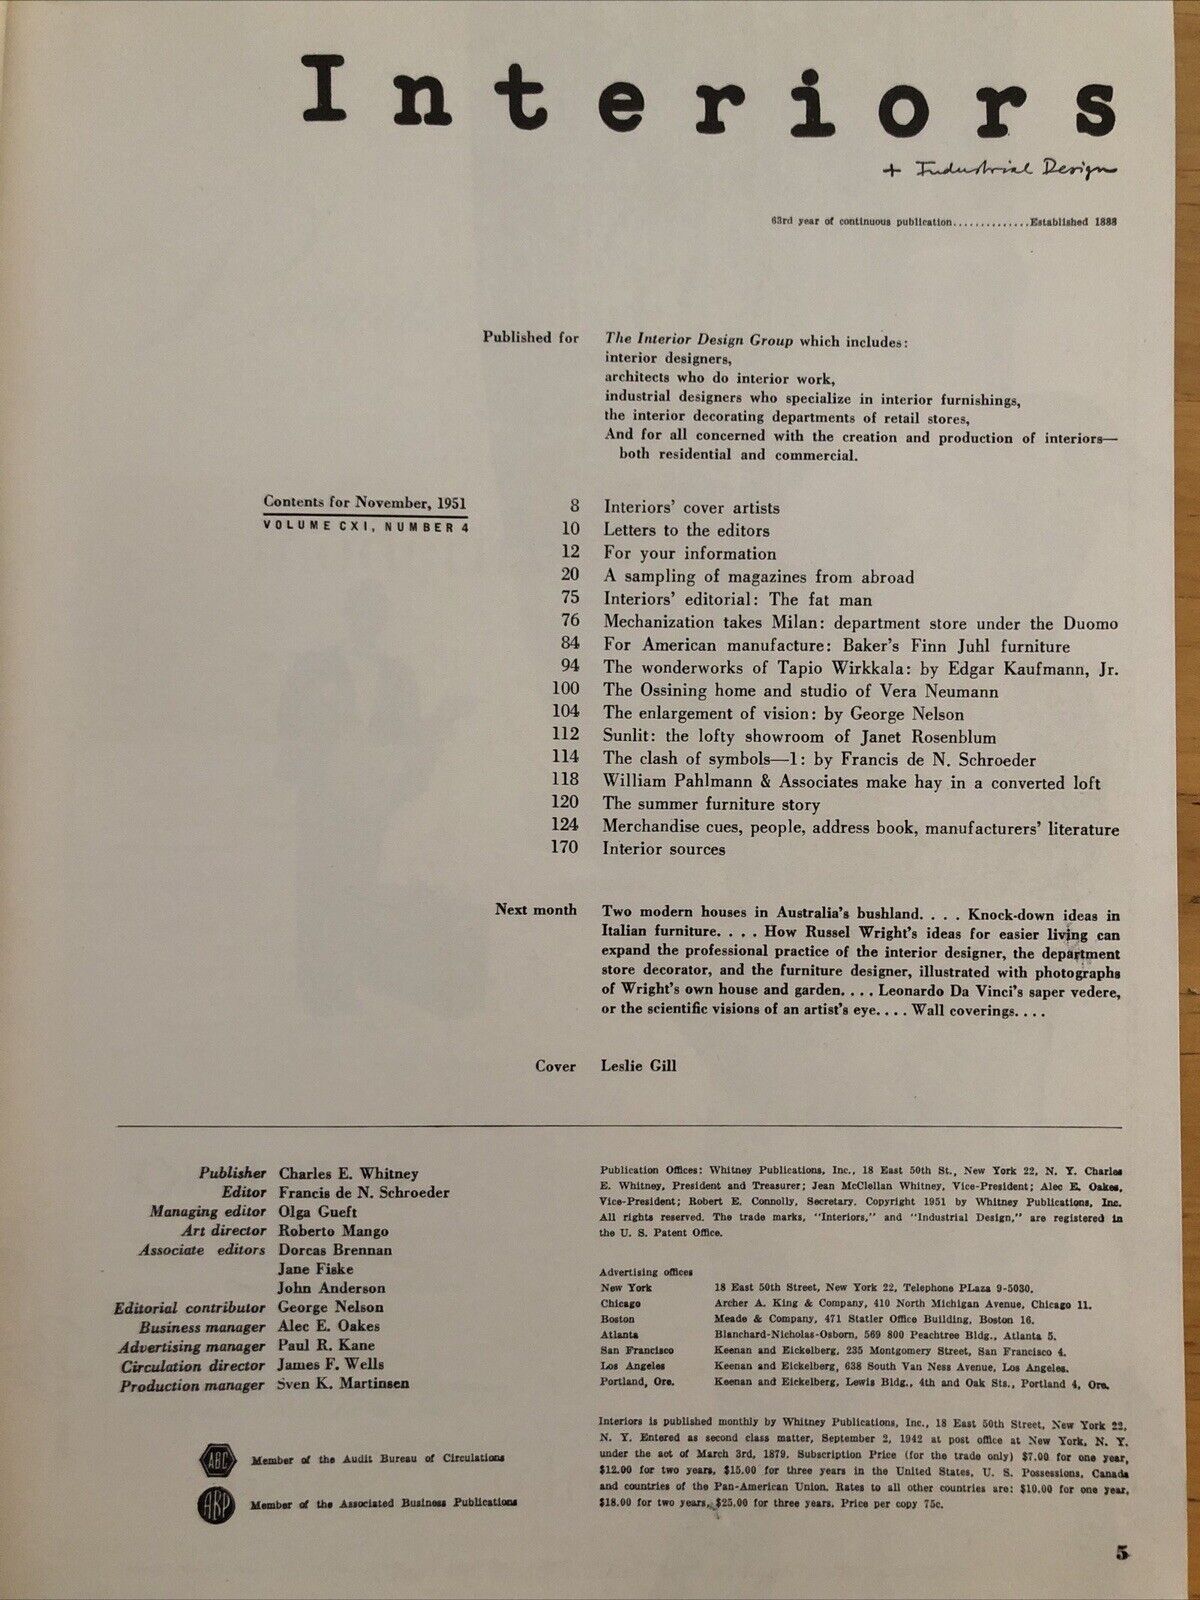 Interiors
+ Industrial Design
63rd year of continuous publication..............Established 1888
Published for The Interior Design Group which includes:
interior designers,
architects who do interior work,
industrial designers who specialize in interior furnishings,
the interior decorating departments of retail stores,
And for all concerned with the creation and production of interiors—
both residential and commercial.
Contents for November, 1951
VOLUME CXI, NUMBER 4
8 Interiors' cover artists
10 Letters to the editors
12 For your information
20 A sampling of magazines from abroad
75 Interiors' editorial: The fat man
76 Mechanization takes Milan: department store under the Duomo
84 For American manufacture: Baker's Finn Juhl furniture
94 The wonderworks of Tapio Wirkkala: by Edgar Kaufmann, Jr.
100 The Ossining home and studio of Vera Neumann
104 The enlargement of vision: by George Nelson
112 Sunlit: the lofty showroom of Janet Rosenblum
114 The clash of symbols—1: by Francis de N. Schroeder
118 William Pahlmann & Associates make hay in a converted loft
120 The summer furniture story
124 Merchandise cues, people, address book, manufacturers' literature
170 Interior sources
Next month Two modern houses in Australia's bushland. . . . Knock-down ideas in
Italian furniture. . . . How Russel Wright's ideas for easier living can
expand the professional practice of the interior designer, the department
store decorator, and the furniture designer, illustrated with photographs
of Wright's own house and garden. . . . Leonardo Da Vinci's saper vedere,
or the scientific visions of an artist's eye. . . . Wall coverings. . . .
Cover Leslie Gill
Publisher Charles E. Whitney
Editor Francis de N. Schroeder
Managing editor Olga Gueft
Art director Roberto Mango
Associate editors Dorcas Brennan
Jane Fiske
John Anderson
Editorial contributor George Nelson
Business manager Alec E. Oakes
Advertising manager Paul R. Kane
Circulation director James F. Wells
Production manager Sven K. Martinsen
ABC Member of the Audit Bureau of Circulations
ABP Member of the Associated Business Publications
Publication Offices: Whitney Publications, Inc., 18 East 50th St., New York 22, N. Y. Charles
E. Whitney, President and Treasurer; Jean McClellan Whitney, Vice-President; Alec E. Oakes,
Vice-President; Robert E. Connolly, Secretary. Copyright 1951 by Whitney Publications, Inc.
All rights reserved. The trade marks, "Interiors," and "Industrial Design," are registered in
the U. S. Patent Office.
Advertising offices
New York 18 East 50th Street, New York 22, Telephone PLaza 9-5030.
Chicago Archer A. King & Company, 410 North Michigan Avenue, Chicago 11.
Boston Meade & Company, 471 Statler Office Building, Boston 16.
Atlanta Blanchard-Nicholas-Osborn, 569 800 Peachtree Bldg., Atlanta 5.
San Francisco Keenan and Eickelberg, 235 Montgomery Street, San Francisco 4.
Los Angeles Keenan and Eickelberg, 638 South Van Ness Avenue, Los Angeles.
Portland, Ore. Keenan and Eickelberg, Lewis Bldg., 4th and Oak Sts., Portland 4, Ore.
Interiors is published monthly by Whitney Publications, Inc., 18 East 50th Street, New York 22,
N. Y. Entered as second class matter, September 2, 1942 at post office at New York, N. Y.
under the act of March 3rd, 1879. Subscription Price (for the trade only) $7.00 for one year,
$12.00 for two years, $15.00 for three years in the United States, U. S. Possessions, Canada
and countries of the Pan-American Union. Rates to all other countries are: $10.00 for one year,
$18.00 for two years, $25.00 for three years. Price per copy 75c.
5